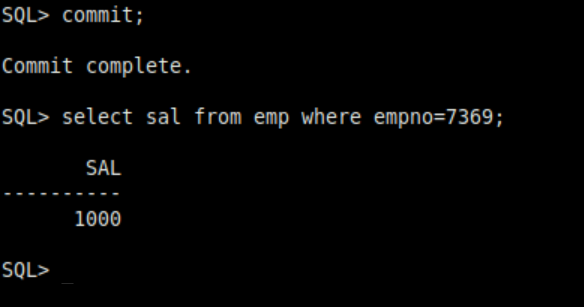 SQL> commit;
Commit complete.
SQL> select sal from emp where empno=7369;
SAL
----------
1000
SQL> _